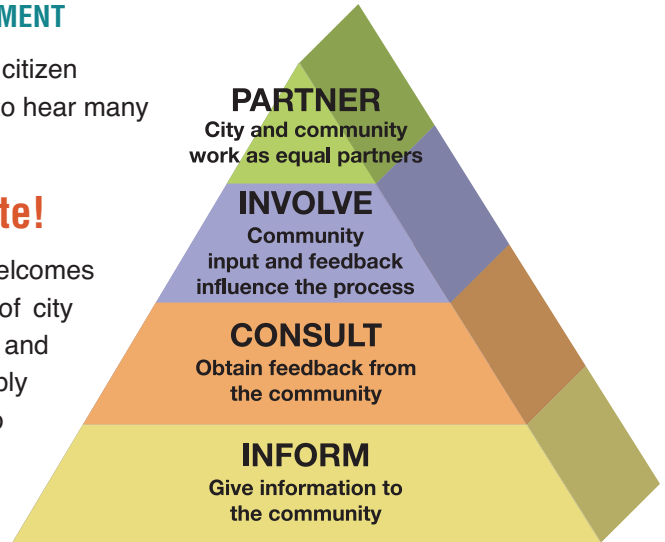 MENT
citizen
o hear many
te!
elcomes
of city
and
bly
PARTNER
City and community
work as equal partners
INVOLVE
Community
input and feedback
influence the process
CONSULT
Obtain feedback from
the community
INFORM
Give information to
the community